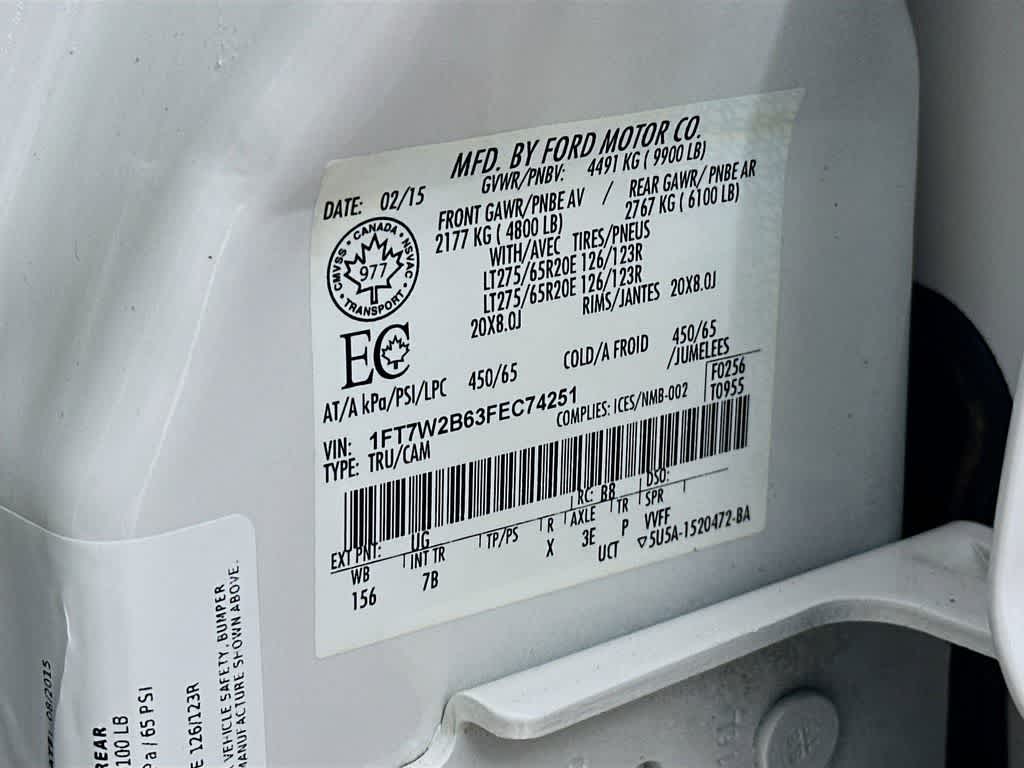 MFD. BY FORD MOTOR CO.
DATE: 02/15
GVWR/PNBV: 4491 KG ( 9900 LB)
FRONT GAWR/PNBE AV / REAR GAWR/PNBE AR
2177 KG ( 4800 LB) 2767 KG ( 6100 LB)
WITH/AVEC TIRES/PNEUS
LT275/65R20E 126/123R
LT275/65R20E 126/123R
20X8.0J RIMS/JANTES 20X8.0J
CANADA • NSVAC
CMVSS
977
TRANSPORT
EC
AT/A kPa/PSI/LPC 450/65 COLD/A FROID 450/65
/JUMELEES
VIN: 1FT7W2B63FEC74251
TYPE: TRU/CAM
COMPLIES: ICES/NMB-002
F0256
T0955
EXT PNT: UG RC: B8 DSO:
WB INT TR TP/PS R AXLE TR SPR
156 7B X 3E P VVFF
UCT ▽5U5A-1520472-BA
08/2015
REAR
100 LB
Pa/65 PSI
E 126/123R
VEHICLE SAFETY, BUMPER
MANUFACTURE SHOWN ABOVE.